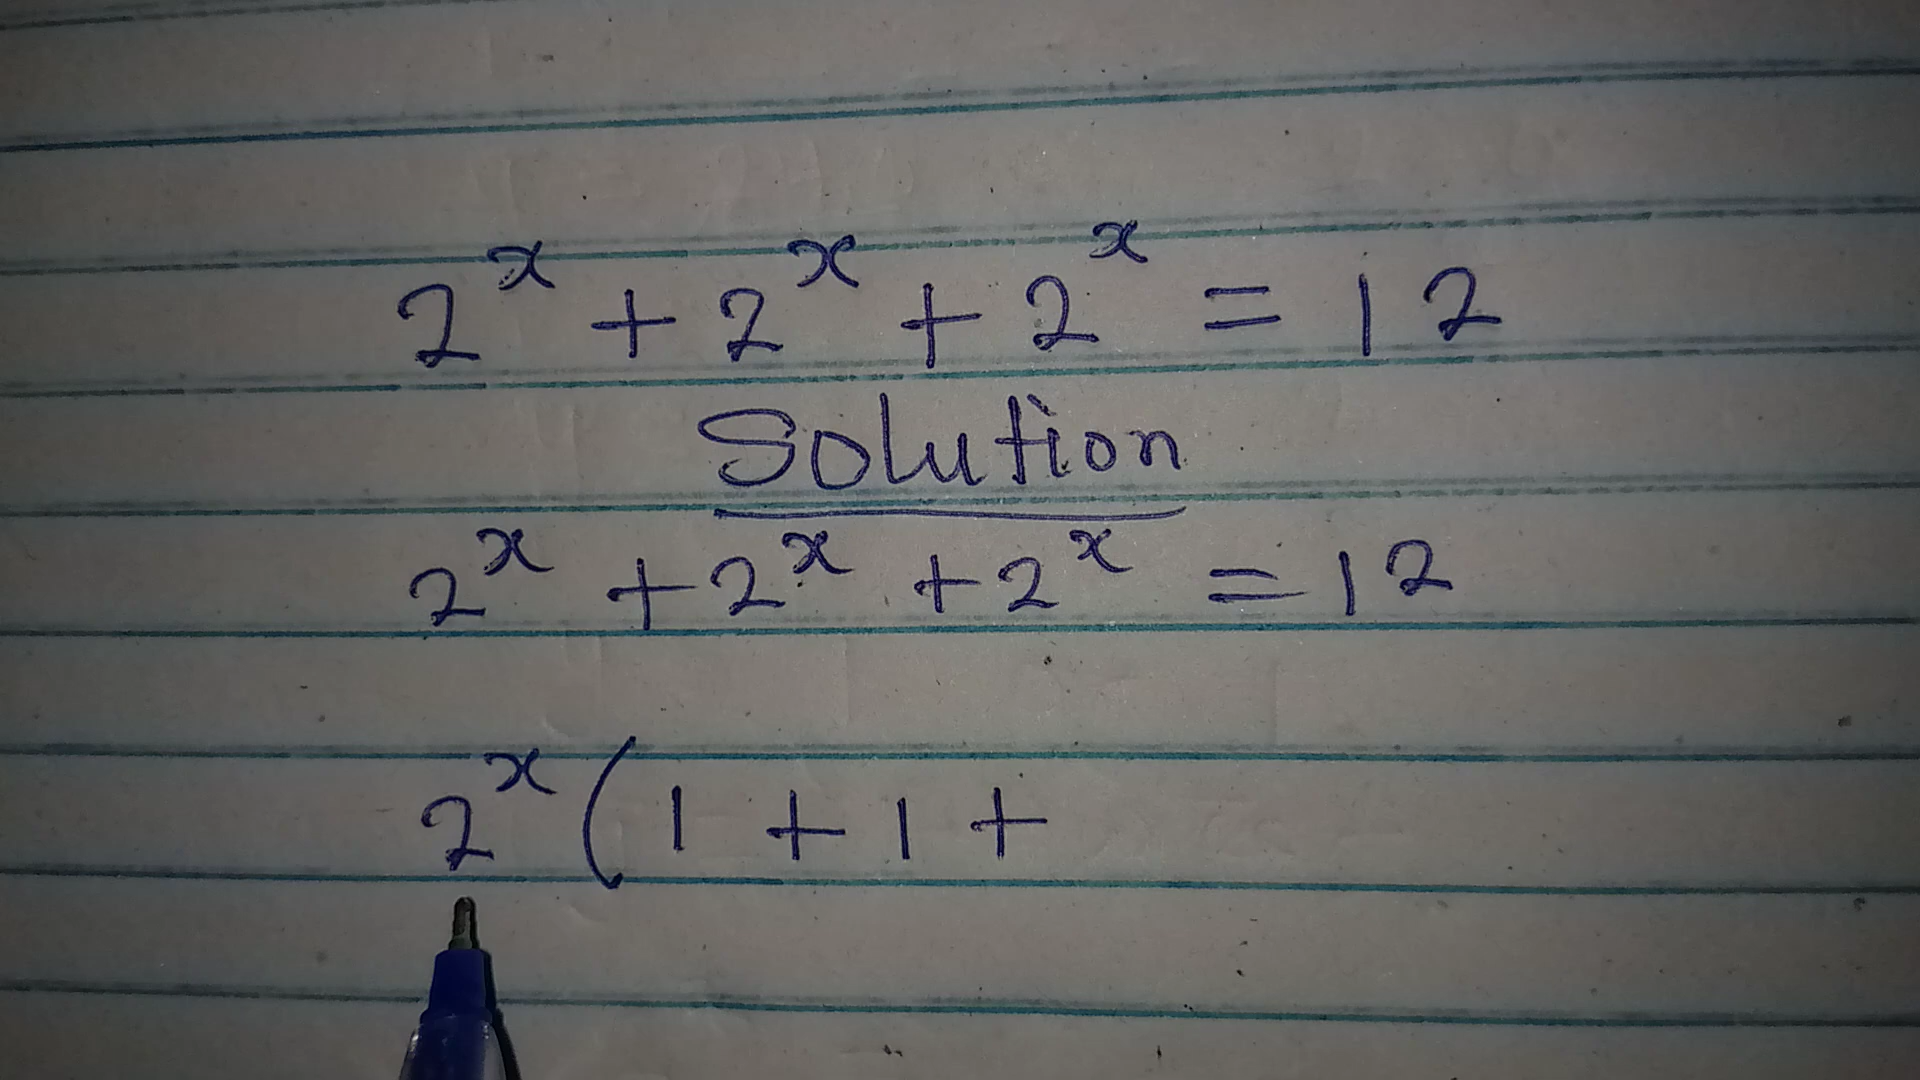 2^x + 2^x + 2^x = 12
Solution
2^x + 2^x + 2^x = 12
2^x (1 + 1 +